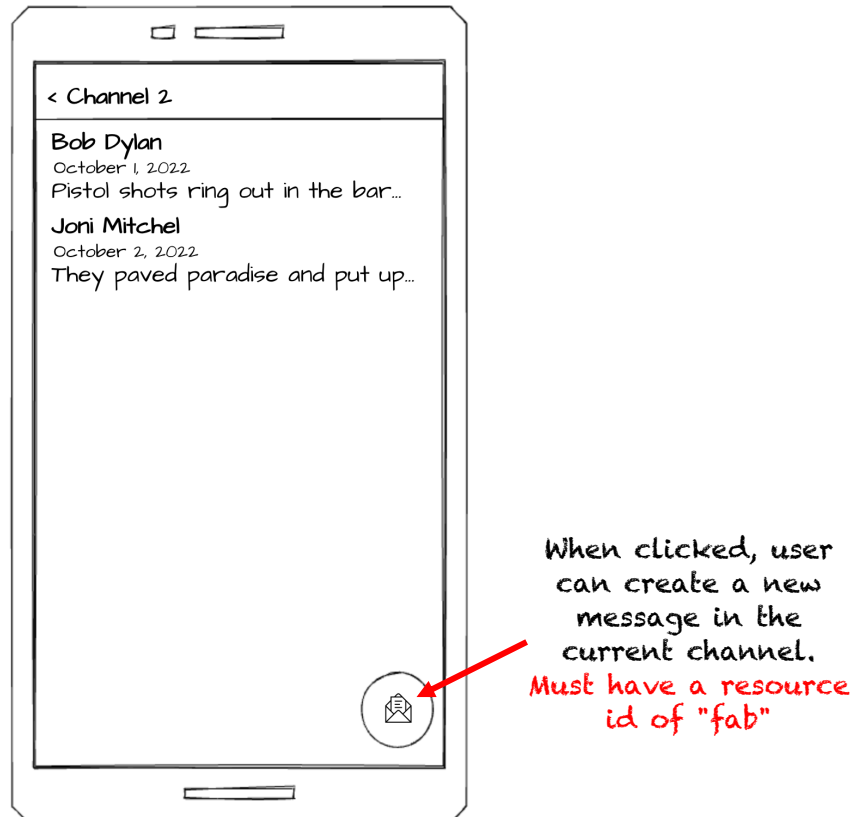 < Channel 2
Bob Dylan
October 1, 2022
Pistol shots ring out in the bar...
Joni Mitchel
October 2, 2022
They paved paradise and put up...
When clicked, user
can create a new
message in the
current channel.
Must have a resource
id of "fab"